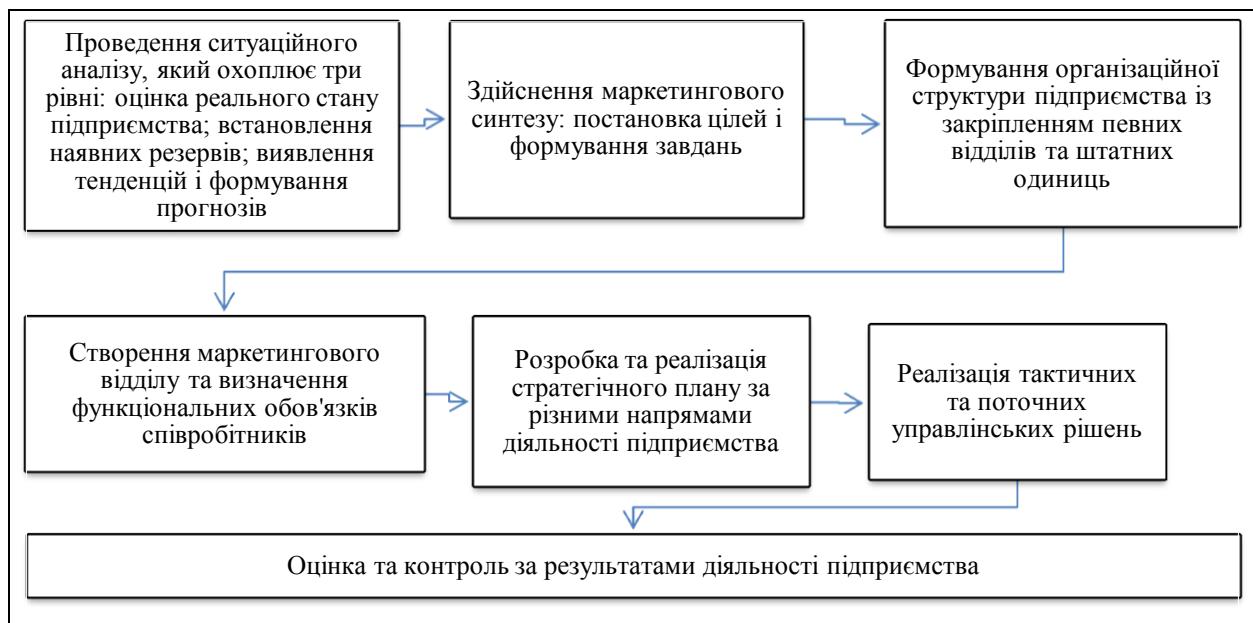 Проведення ситуаційного
аналізу, який охоплює три
рівні: оцінка реального стану
підприємства; встановлення
наявних резервів; виявлення
тенденцій і формування
прогнозів
Здійснення маркетингового
синтезу: постановка цілей і
формування завдань
Формування організаційної
структури підприємства із
закріпленням певних
відділів та штатних
одиниць
Створення маркетингового
відділу та визначення
функціональних обов'язків
співробітників
Розробка та реалізація
стратегічного плану за
різними напрямами
діяльності підприємства
Реалізація тактичних
та поточних
управлінських рішень
Оцінка та контроль за результатами діяльності підприємства